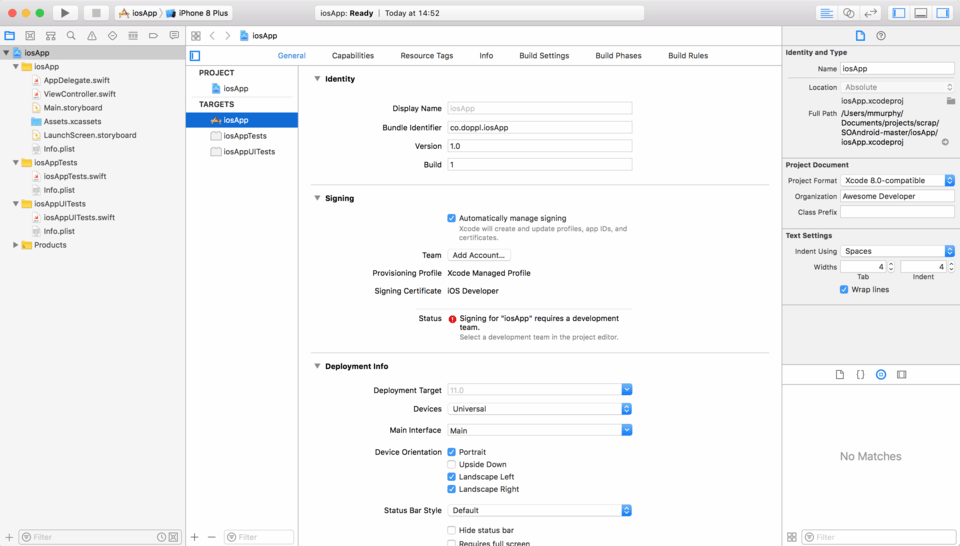 iosApp
iPhone 8 Plus
iosApp: Ready | Today at 14:52
iosApp
iosApp
AppDelegate.swift
ViewController.swift
Main.storyboard
Assets.xcassets
LaunchScreen.storyboard
Info.plist
iosAppTests
iosAppTests.swift
Info.plist
iosAppUITests
iosAppUITests.swift
Info.plist
Products
Filter
iosApp
General
Capabilities
Resource Tags
Info
Build Settings
Build Phases
Build Rules
PROJECT
iosApp
TARGETS
iosApp
iosAppTests
iosAppUITests
Filter
Identity
Display Name iosApp
Bundle Identifier co.doppl.iosApp
Version 1.0
Build 1
Signing
Automatically manage signing
Xcode will create and update profiles, app IDs, and
certificates.
Team Add Account...
Provisioning Profile Xcode Managed Profile
Signing Certificate iOS Developer
Status Signing for "iosApp" requires a development
team.
Select a development team in the project editor.
Deployment Info
Deployment Target 11.0
Devices Universal
Main Interface Main
Device Orientation Portrait
Upside Down
Landscape Left
Landscape Right
Status Bar Style Default
Hide status bar
Requires full screen
Identity and Type
Name iosApp
Location Absolute
iosApp.xcodeproj
Full Path /Users/mmurphy/
Documents/projects/scrap/
SOAndroid-master/iosApp/
iosApp.xcodeproj
Project Document
Project Format Xcode 8.0-compatible
Organization Awesome Developer
Class Prefix
Text Settings
Indent Using Spaces
Widths 4 4
Tab Indent
Wrap lines
No Matches
Filter